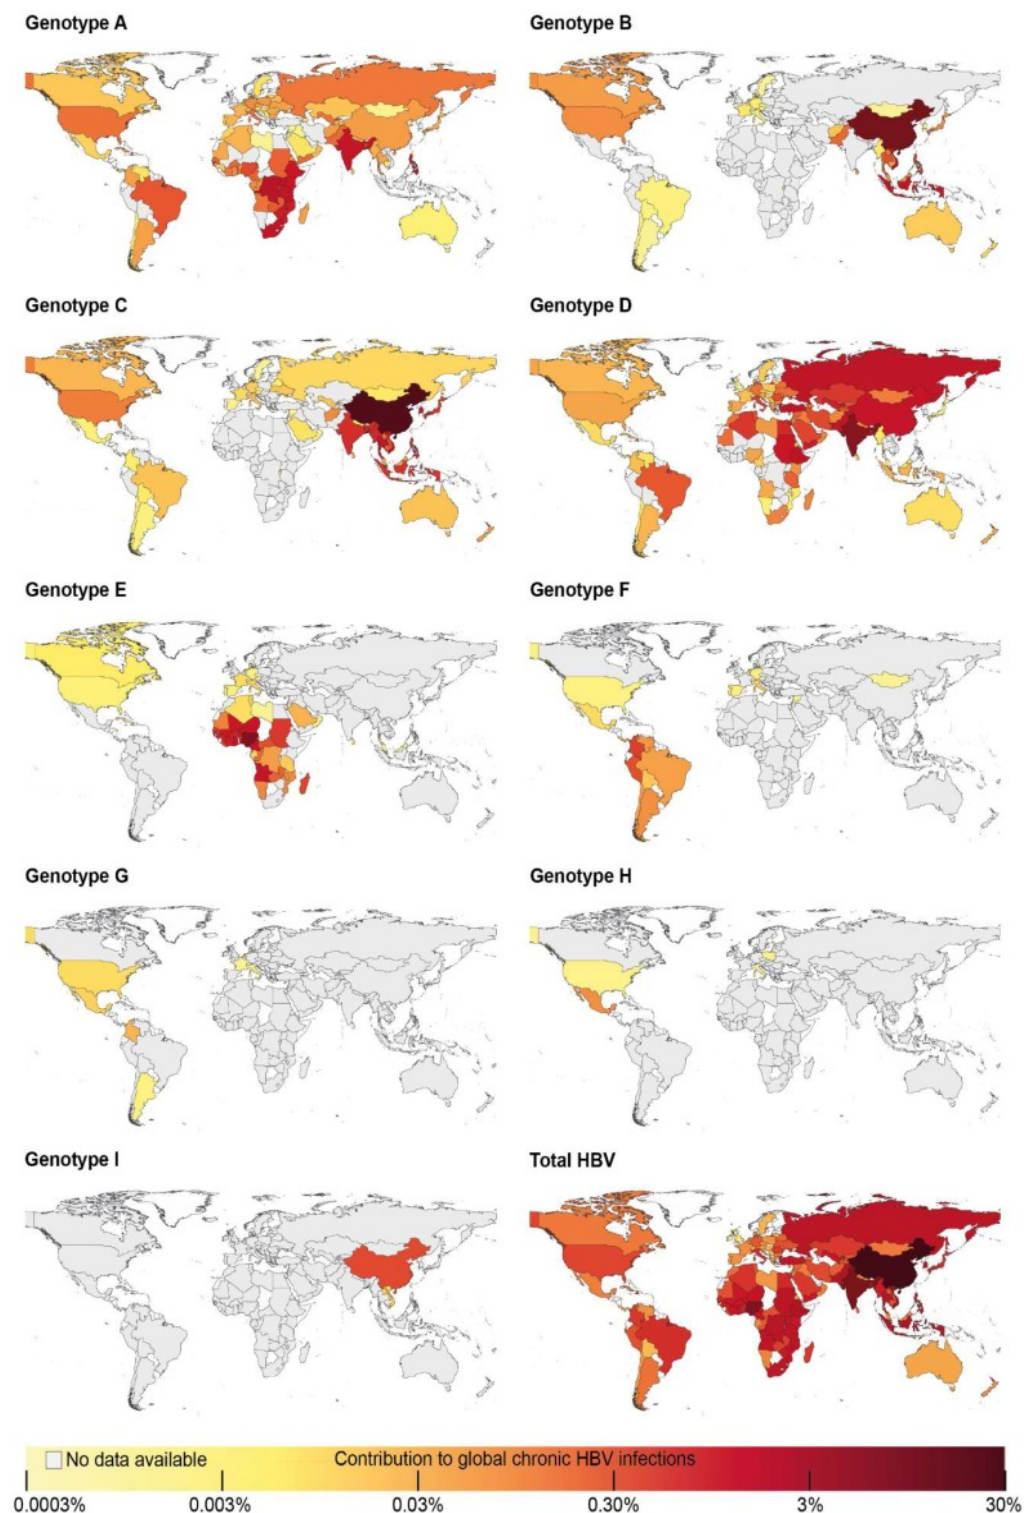 Genotype A
Genotype B
Genotype C
Genotype D
Genotype E
Genotype F
Genotype G
Genotype H
Genotype I
Total HBV
No data available
Contribution to global chronic HBV infections
0.0003%
0.003%
0.03%
0.30%
3%
30%